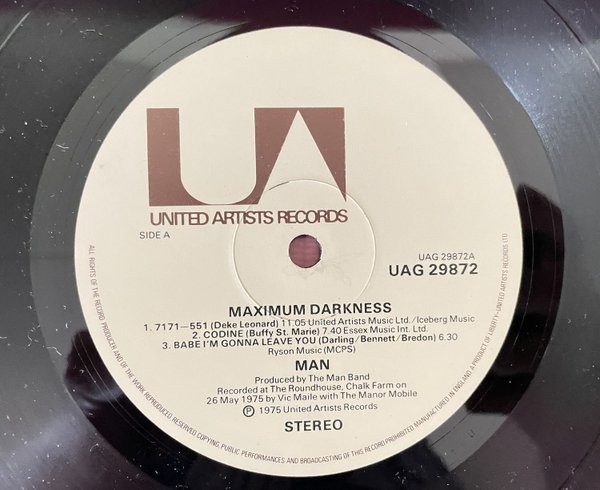 UA
UNITED ARTISTS RECORDS
SIDE A
UAG 29872A
UAG 29872
MAXIMUM DARKNESS
1. 7171—551 (Deke Leonard) 11.05 United Artists Music Ltd./Iceberg Music
2. CODINE (Buffy St. Marie) 7.40 Essex Music Int. Ltd.
3. BABE I'M GONNA LEAVE YOU (Darling/Bennett/Bredon) 6.30
Ryson Music (MCPS)
MAN
Produced by The Man Band
Recorded at The Roundhouse, Chalk Farm on
26 May 1975 by Vic Maile with The Manor Mobile
Ⓟ 1975 United Artists Records
STEREO
ALL RIGHTS OF THE RECORD PRODUCER AND OF THE WORK REPRODUCED RESERVED COPYING, PUBLIC PERFORMANCES AND BROADCASTING OF THIS RECORD PROHIBITED MANUFACTURED IN ENGLAND. A PRODUCT OF LIBERTY—UNITED ARTISTS RECORDS LTD